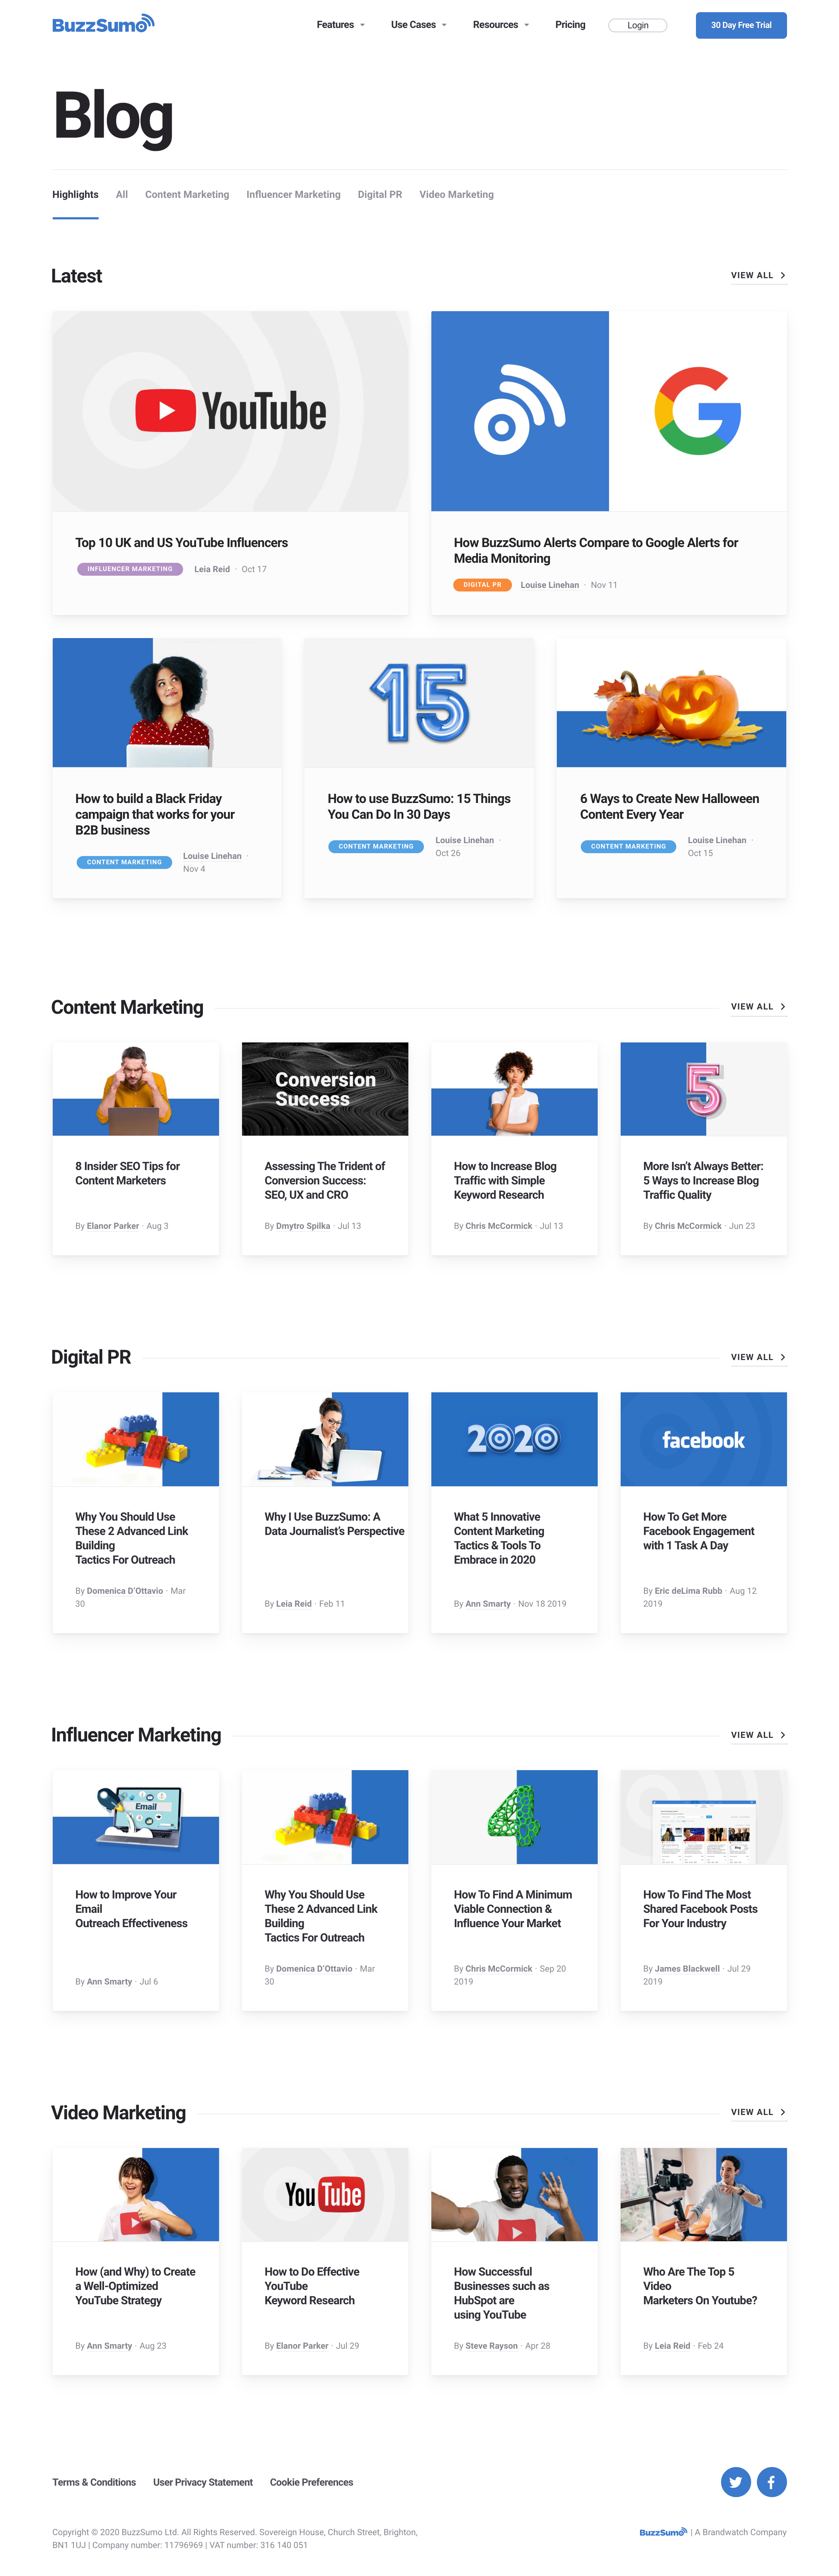 BuzzSumo
Features Use Cases Resources Pricing Login 30 Day Free Trial
Blog
Highlights All Content Marketing Influencer Marketing Digital PR Video Marketing
Latest
VIEW ALL
YouTube
Top 10 UK and US YouTube Influencers
INFLUENCER MARKETING Leia Reid · Oct 17
How BuzzSumo Alerts Compare to Google Alerts for
Media Monitoring
DIGITAL PR Louise Linehan · Nov 11
How to build a Black Friday
campaign that works for your
B2B business
CONTENT MARKETING Louise Linehan ·
Nov 4
15
How to use BuzzSumo: 15 Things
You Can Do In 30 Days
CONTENT MARKETING Louise Linehan ·
Oct 26
6 Ways to Create New Halloween
Content Every Year
CONTENT MARKETING Louise Linehan ·
Oct 15
Content Marketing
VIEW ALL
8 Insider SEO Tips for
Content Marketers
By Elanor Parker · Aug 3
Conversion
Success
Assessing The Trident of
Conversion Success:
SEO, UX and CRO
By Dmytro Spilka · Jul 13
How to Increase Blog
Traffic with Simple
Keyword Research
By Chris McCormick · Jul 13
5
More Isn't Always Better:
5 Ways to Increase Blog
Traffic Quality
By Chris McCormick · Jun 23
Digital PR
VIEW ALL
Why You Should Use
These 2 Advanced Link
Building
Tactics For Outreach
By Domenica D'Ottavio · Mar
30
Why I Use BuzzSumo: A
Data Journalist's Perspective
By Leia Reid · Feb 11
2020
What 5 Innovative
Content Marketing
Tactics & Tools To
Embrace in 2020
By Ann Smarty · Nov 18 2019
facebook
How To Get More
Facebook Engagement
with 1 Task A Day
By Eric deLima Rubb · Aug 12
2019
Influencer Marketing
VIEW ALL
Email
How to Improve Your
Email
Outreach Effectiveness
By Ann Smarty · Jul 6
Why You Should Use
These 2 Advanced Link
Building
Tactics For Outreach
By Domenica D'Ottavio · Mar
30
4
How To Find A Minimum
Viable Connection &
Influence Your Market
By Chris McCormick · Sep 20
2019
How To Find The Most
Shared Facebook Posts
For Your Industry
By James Blackwell · Jul 29
2019
Video Marketing
VIEW ALL
How (and Why) to Create
a Well-Optimized
YouTube Strategy
By Ann Smarty · Aug 23
YouTube
How to Do Effective
YouTube
Keyword Research
By Elanor Parker · Jul 29
How Successful
Businesses such as
HubSpot are
using YouTube
By Steve Rayson · Apr 28
Who Are The Top 5
Video
Marketers On Youtube?
By Leia Reid · Feb 24
Terms & Conditions User Privacy Statement Cookie Preferences
Copyright © 2020 BuzzSumo Ltd. All Rights Reserved. Sovereign House, Church Street, Brighton,
BN1 1UJ | Company number: 11796969 | VAT number: 316 140 051
BuzzSumo | A Brandwatch Company